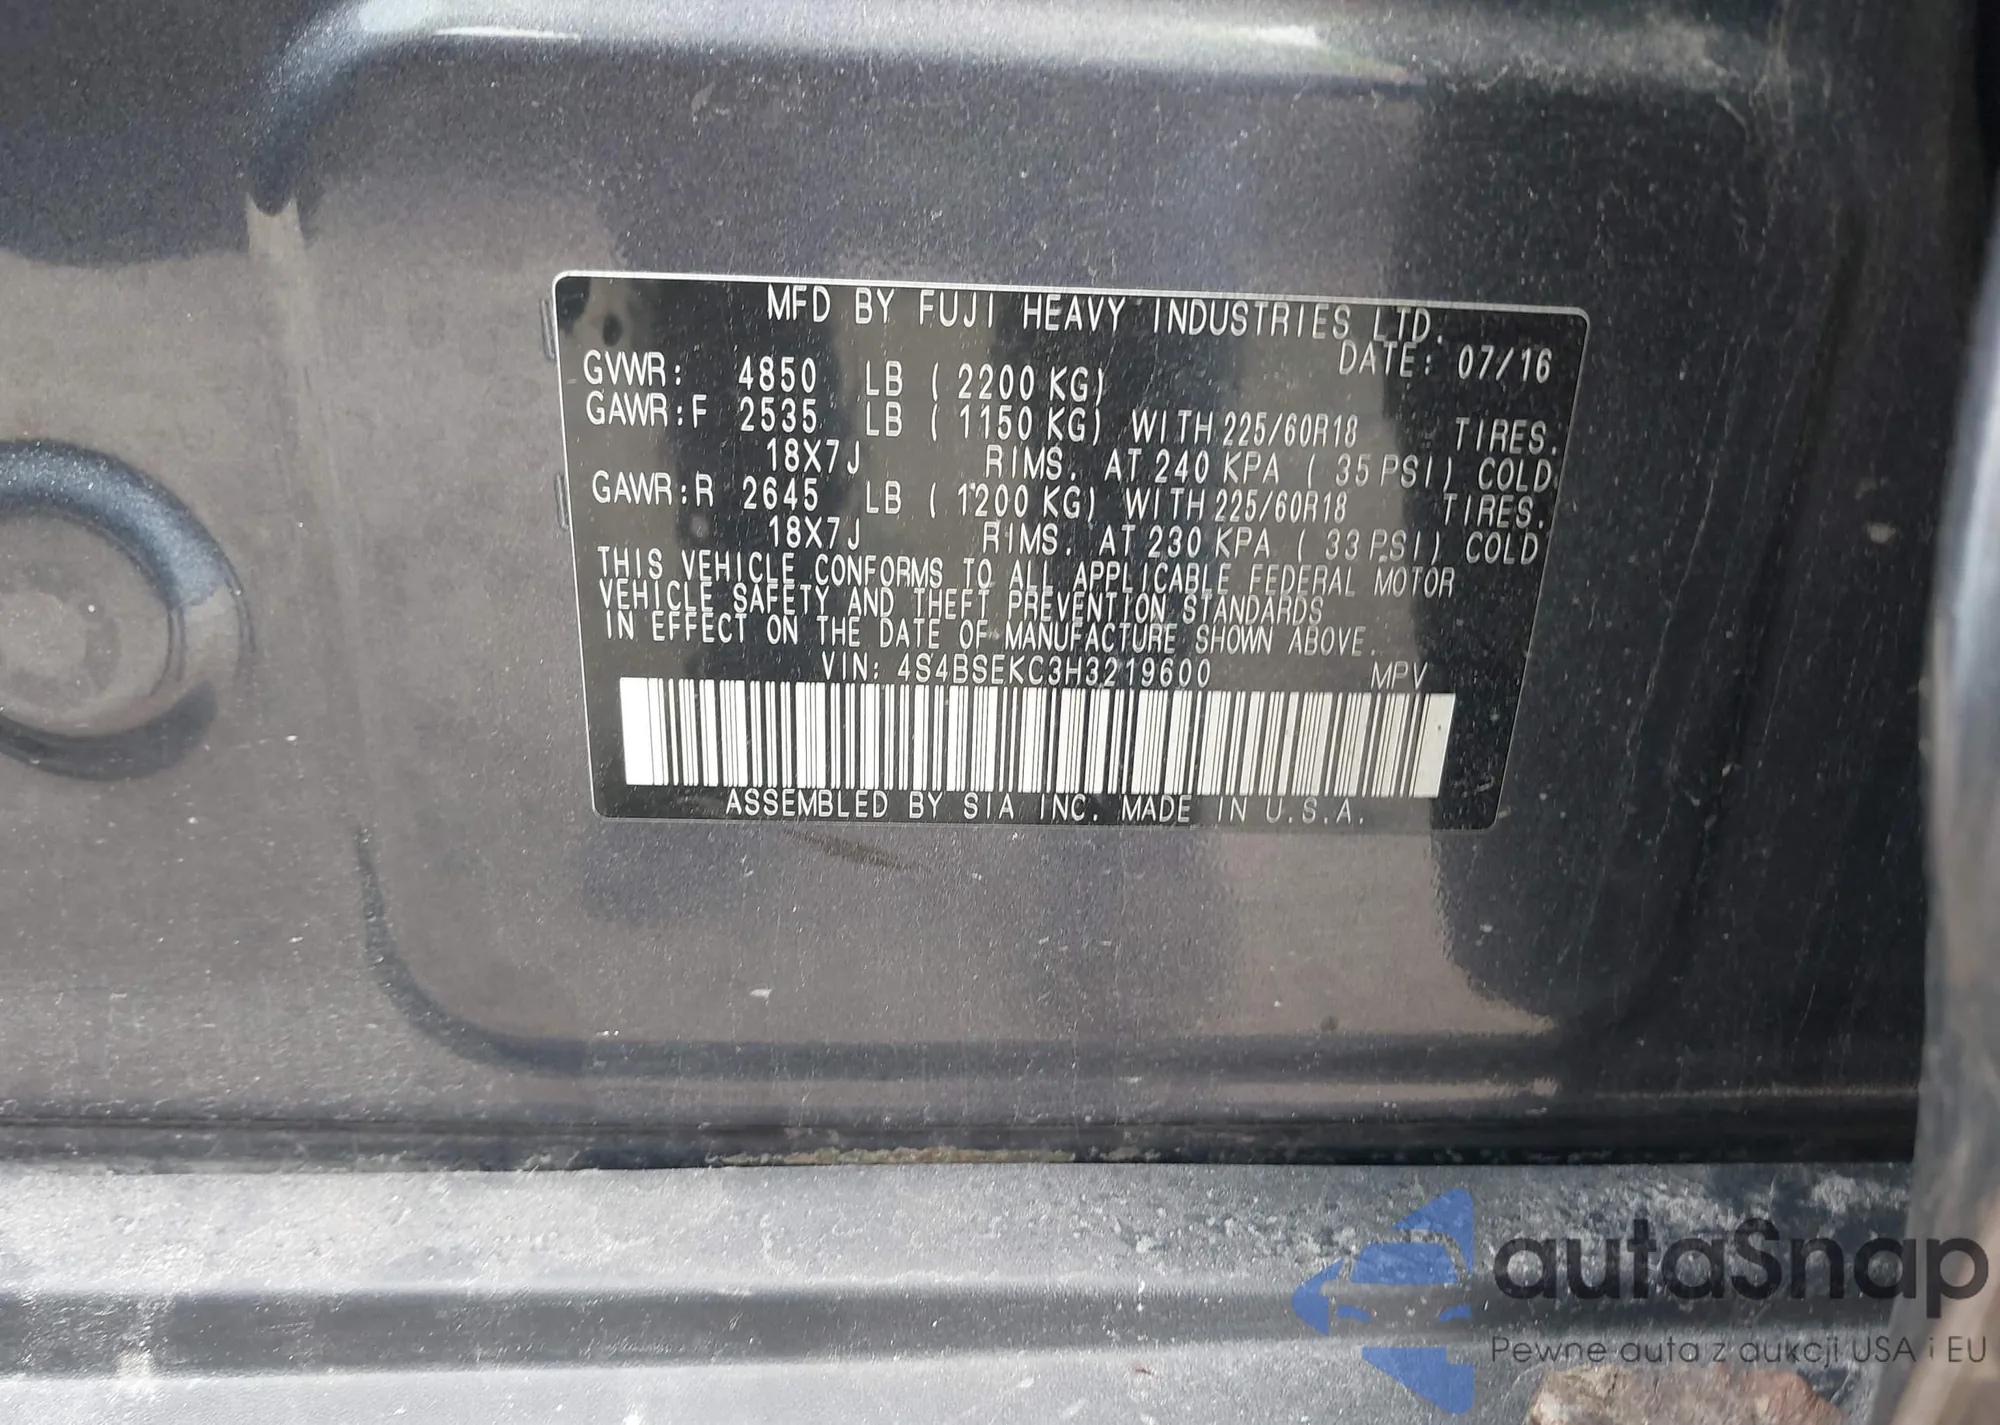 MFD BY FUJI HEAVY INDUSTRIES LTD.
DATE: 07/16
GVWR: 4850 LB ( 2200 KG)
GAWR:F 2535 LB ( 1150 KG) WITH 225/60R18 TIRES.
18X7J RIMS. AT 240 KPA ( 35 PSI) COLD.
GAWR:R 2645 LB ( 1200 KG) WITH 225/60R18 TIRES.
18X7J RIMS. AT 230 KPA ( 33 PSI) COLD
THIS VEHICLE CONFORMS TO ALL APPLICABLE FEDERAL MOTOR
VEHICLE SAFETY AND THEFT PREVENTION STANDARDS
IN EFFECT ON THE DATE OF MANUFACTURE SHOWN ABOVE.
VIN: 4S4BSEKC3H3219600 MPV
ASSEMBLED BY SIA INC. MADE IN U.S.A.
autaSnap
Pewne auta z aukcji USA i EU